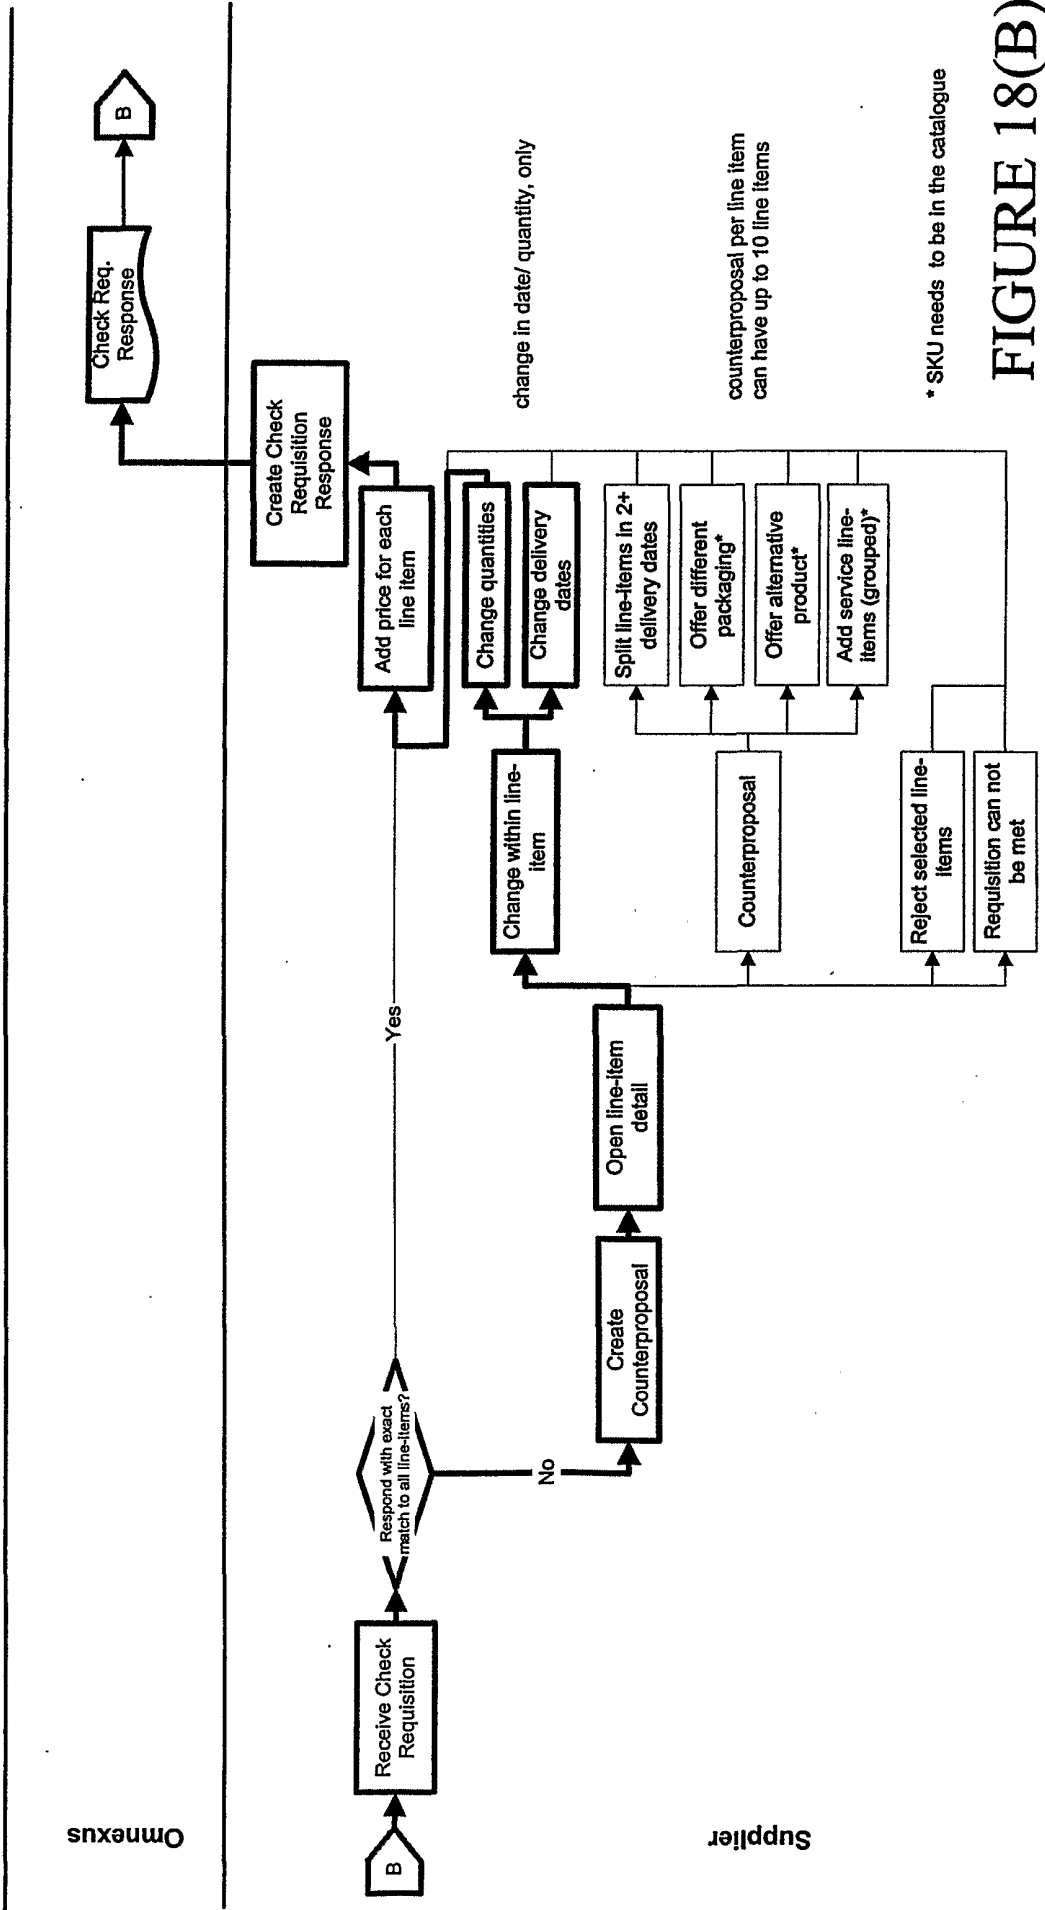 Omnexus
Check Req.
Response
B
Supplier
B
Receive Check
Requisition
Respond with exact
match to all line-items?
Yes
No
Create
Counterproposal
Open line-item
detail
Change within line-
item
Counterproposal
Reject selected line-
items
Requisition can not
be met
Create Check
Requisition
Response
Add price for each
line item
Change quantities
Change delivery
dates
Split line-items in 2+
delivery dates
Offer different
packaging*
Offer alternative
product*
Add service line-
items (grouped)*
change in date/ quantity, only
counterproposal per line item
can have up to 10 line items
* SKU needs to be in the catalogue
FIGURE 18(B)